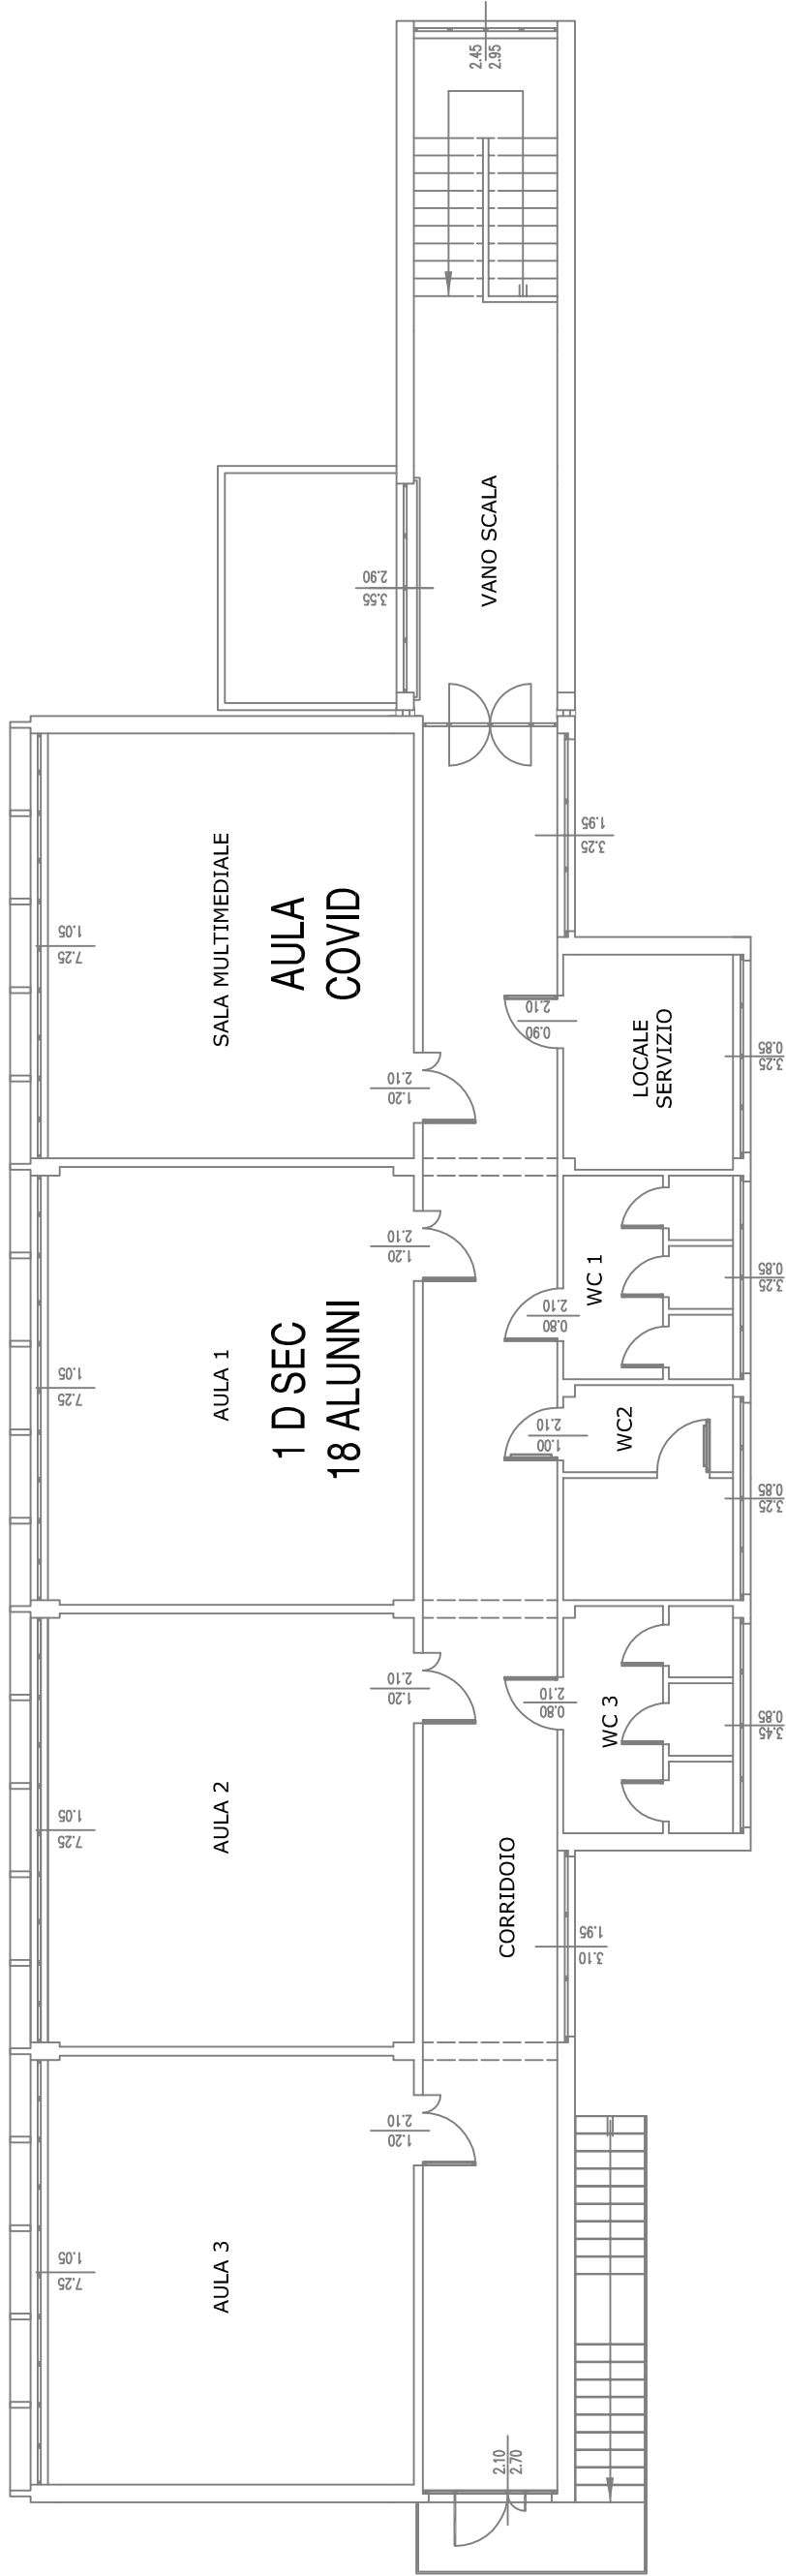 2.45
2.95
VANO SCALA
2.90
3.55
1.95
3.25
SALA MULTIMEDIALE
AULA
COVID
1.05
7.25
2.10
0.90
LOCALE
SERVIZIO
0.85
3.25
2.10
1.20
2.10
1.20
WC 1
0.85
3.25
2.10
0.80
AULA 1
1 D SEC
18 ALUNNI
1.05
7.25
WC2
2.10
1.00
0.85
3.25
2.10
1.20
2.10
0.80
WC 3
0.85
3.45
AULA 2
1.05
7.25
CORRIDOIO
1.95
3.10
2.10
1.20
AULA 3
1.05
7.25
2.10
2.70